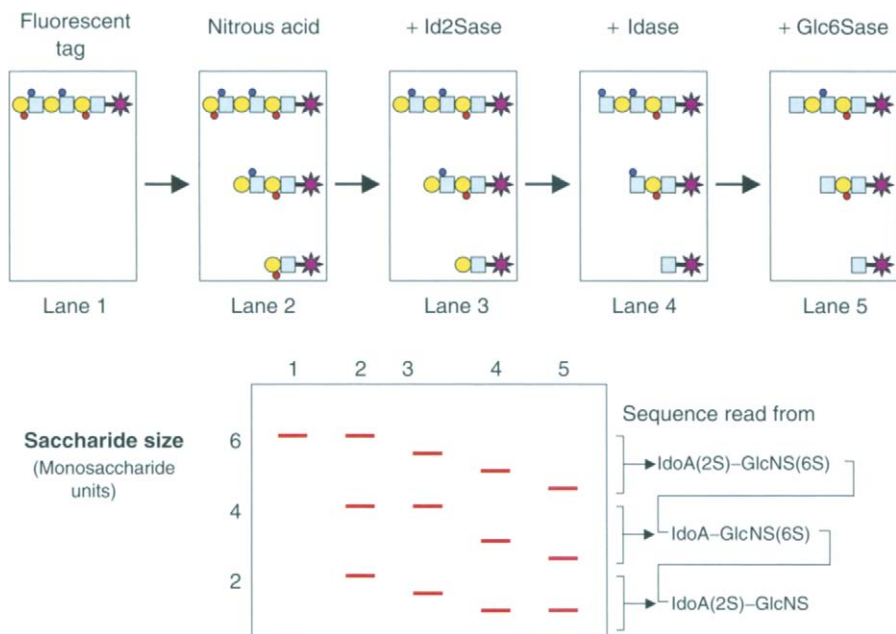 Fluorescent
tag
Nitrous acid
+ Id2Sase
+ Idase
+ Glc6Sase
Lane 1
Lane 2
Lane 3
Lane 4
Lane 5
1 2 3 4 5
Saccharide size
(Monosaccharide
units)
6
4
2
Sequence read from
IdoA(2S)–GlcNS(6S)
IdoA–GlcNS(6S)
IdoA(2S)–GlcNS